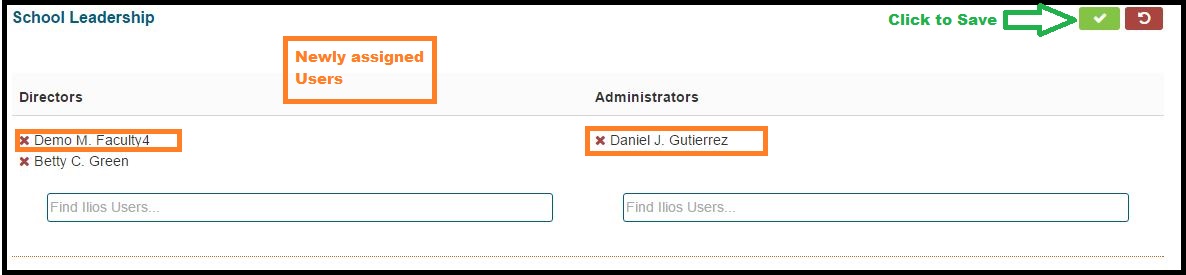 School Leadership
Click to Save
Newly assigned
Users
Directors
Administrators
Demo M. Faculty4
Daniel J. Gutierrez
Betty C. Green
Find Ilios Users...
Find Ilios Users...